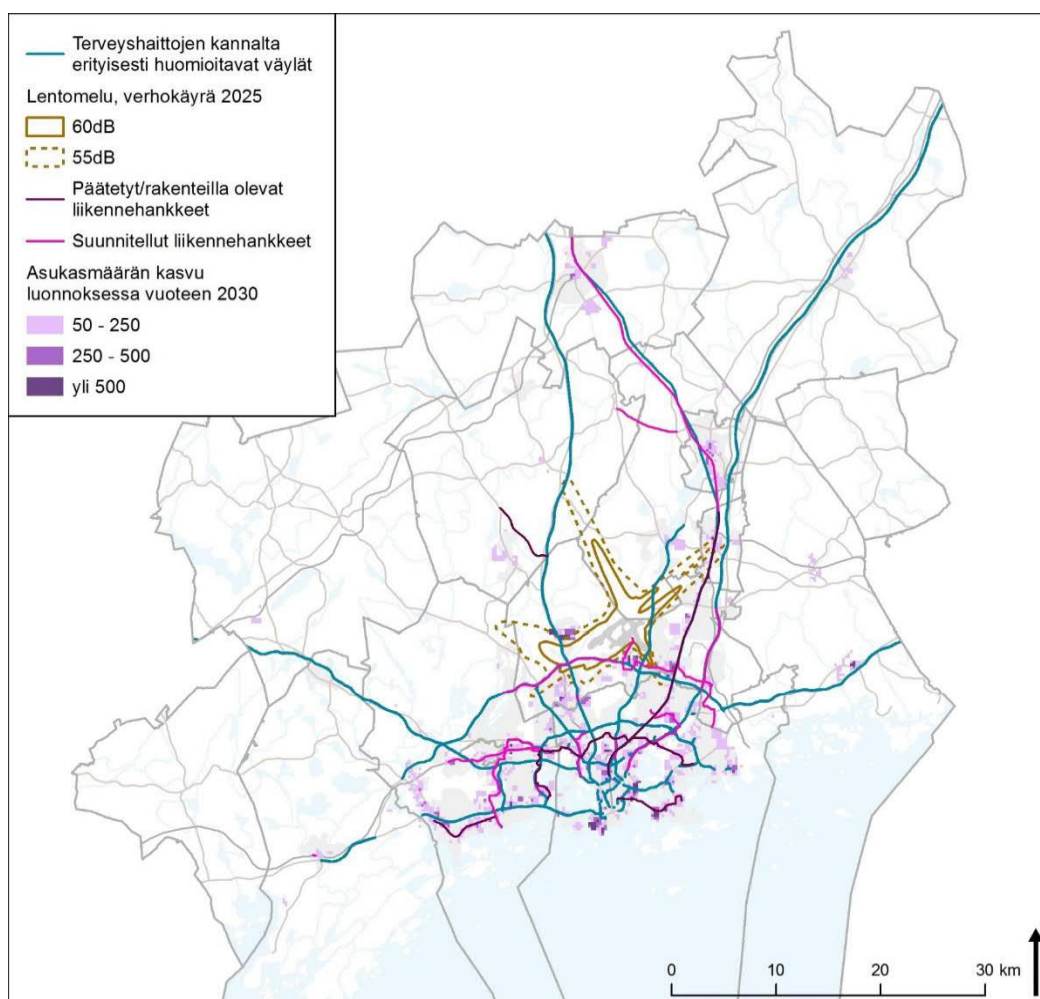 Terveyshaittojen kannalta
erityisesti huomioitavat väylät
Lentomelu, verhokäyrä 2025
60dB
55dB
Päätetyt/rakenteilla olevat
liikennehankkeet
Suunnitellut liikennehankkeet
Asukasmäärän kasvu
luonnoksessa vuoteen 2030
50 - 250
250 - 500
yli 500
0 10 20 30 km